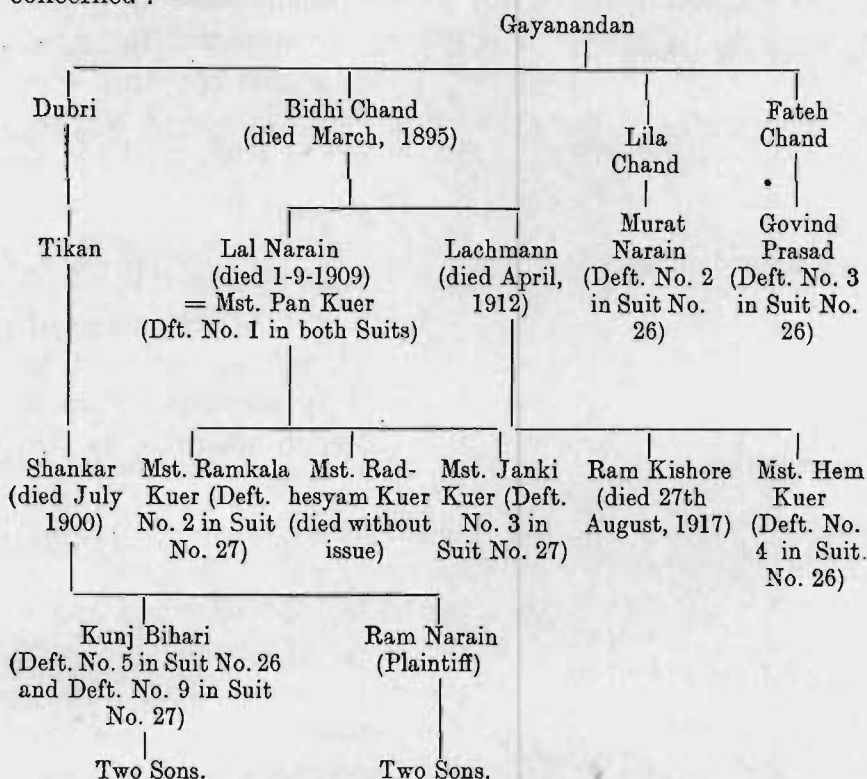 concerned :
Gayanandan
Dubri
Bidhi Chand
(died March, 1895)
Lila
Chand
Fateh
Chand
Tikan
Lal Narain
(died 1-9-1909)
= Mst. Pan Kuer
(Dft. No. 1 in both Suits)
Lachmann
(died April,
1912)
Murat
Narain
(Deft. No. 2
in Suit No.
26)
Govind
Prasad
(Deft. No. 3
in Suit No.
26)
Shankar
(died July
1900)
Mst. Ramkala
Kuer (Deft.
No. 2 in Suit
No. 27)
Mst. Rad-
hesyam Kuer
(died without
issue)
Mst. Janki
Kuer (Deft.
No. 3 in
Suit No. 27)
Ram Kishore
(died 27th
August, 1917)
Mst. Hem
Kuer
(Deft. No.
4 in Suit.
No. 26)
Kunj Bihari
(Deft. No. 5 in Suit No. 26
and Deft. No. 9 in Suit
No. 27)
Ram Narain
(Plaintiff)
Two Sons.
Two Sons.